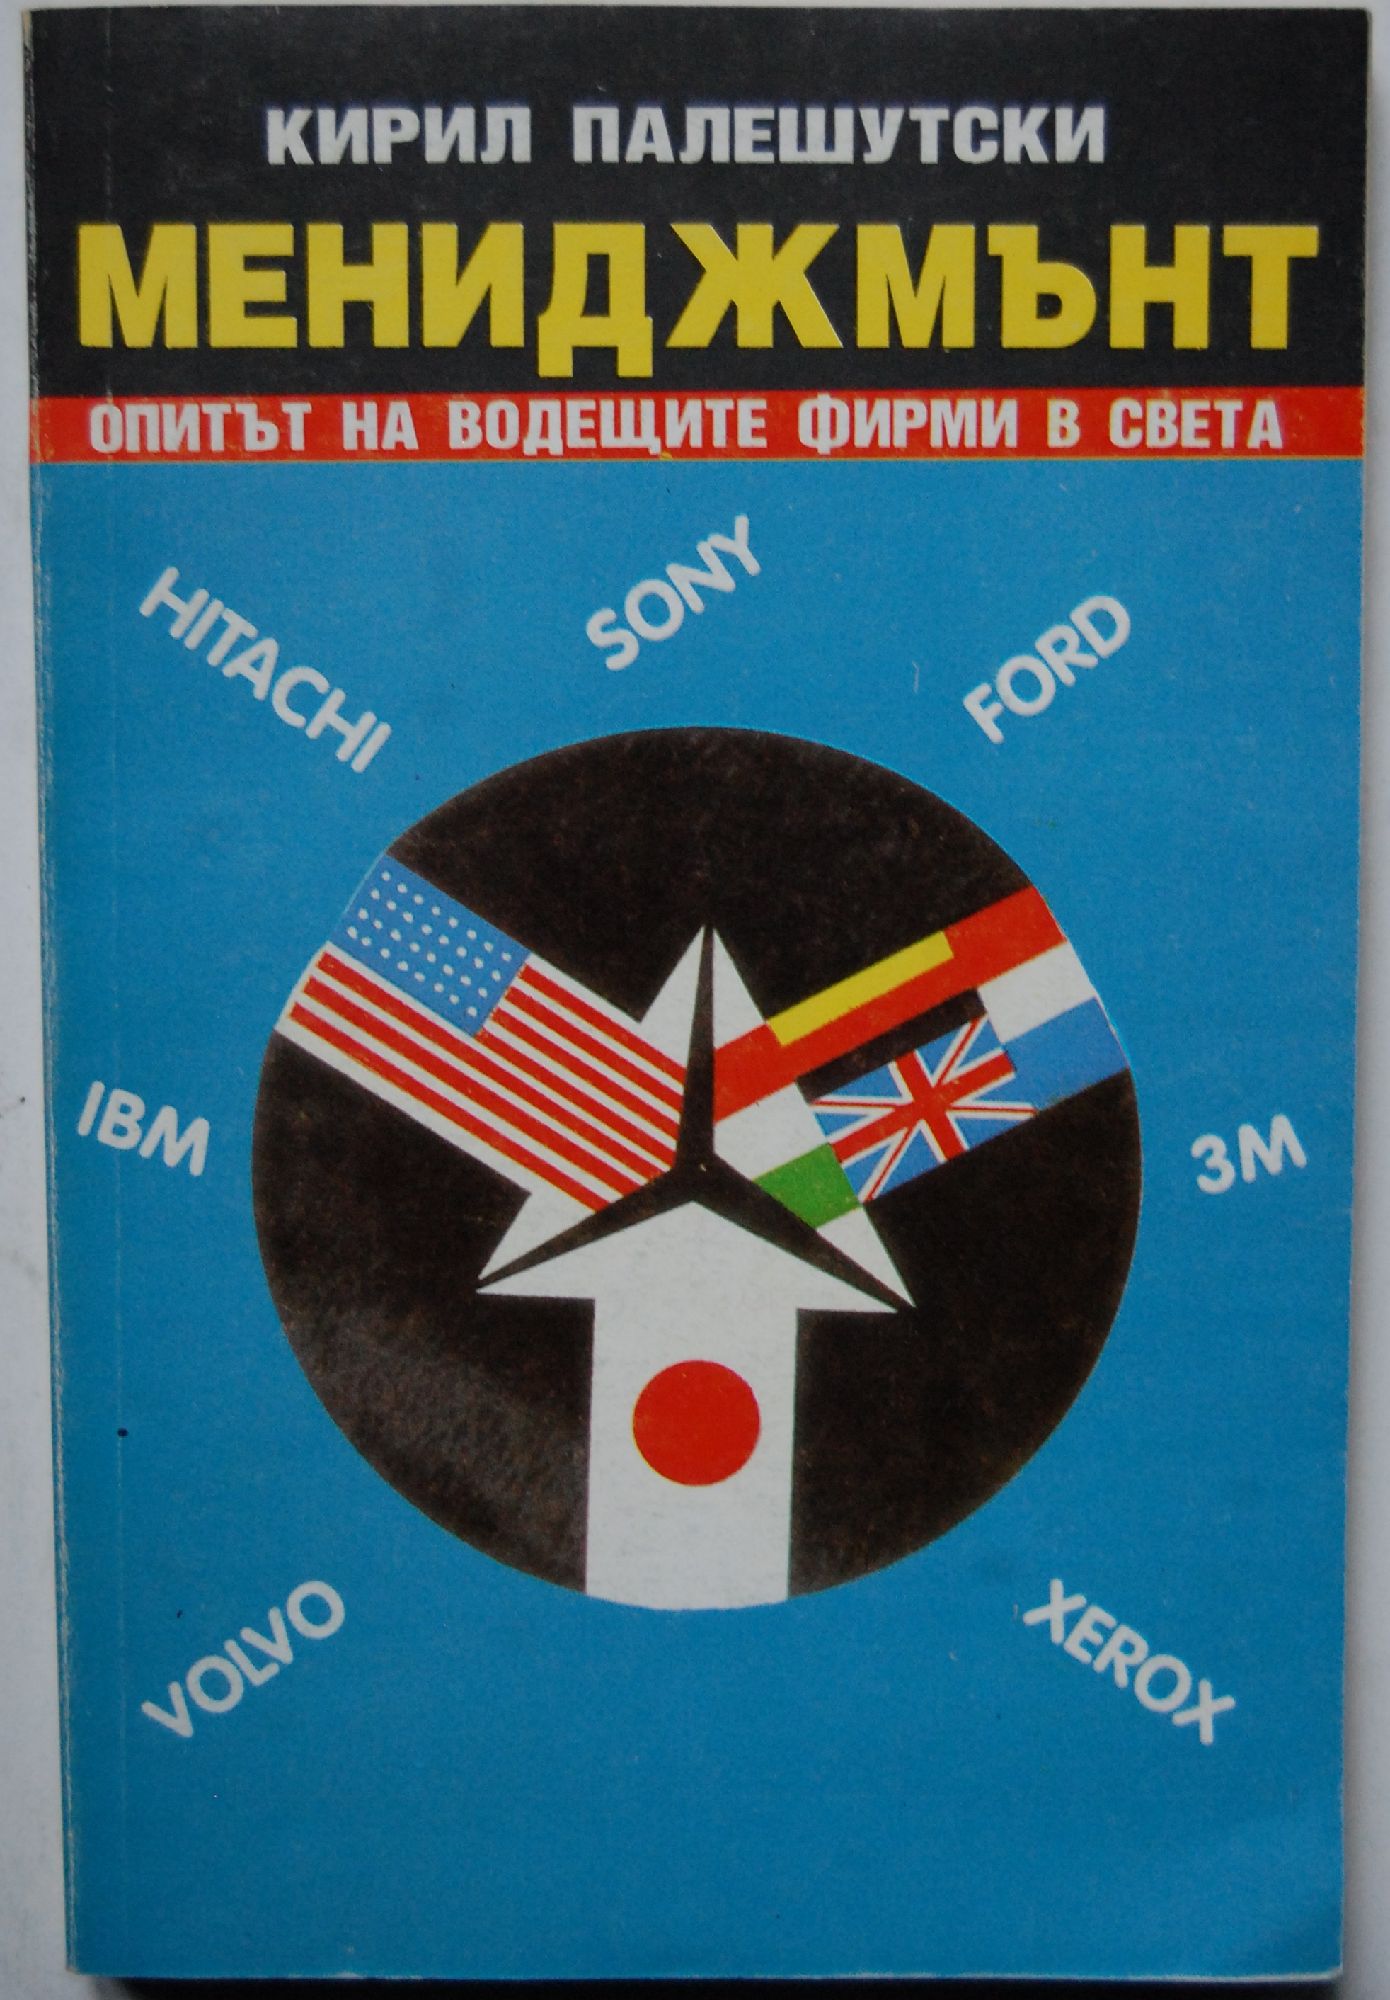 КИРИЛ ПАЛЕШУТСКИ
МЕНИДЖМЪНТ
ОПИТЪТ НА ВОДЕЩИТЕ ФИРМИ В СВЕТА
HITACHI
SONY
FORD
IBM
3M
VOLVO
XEROX